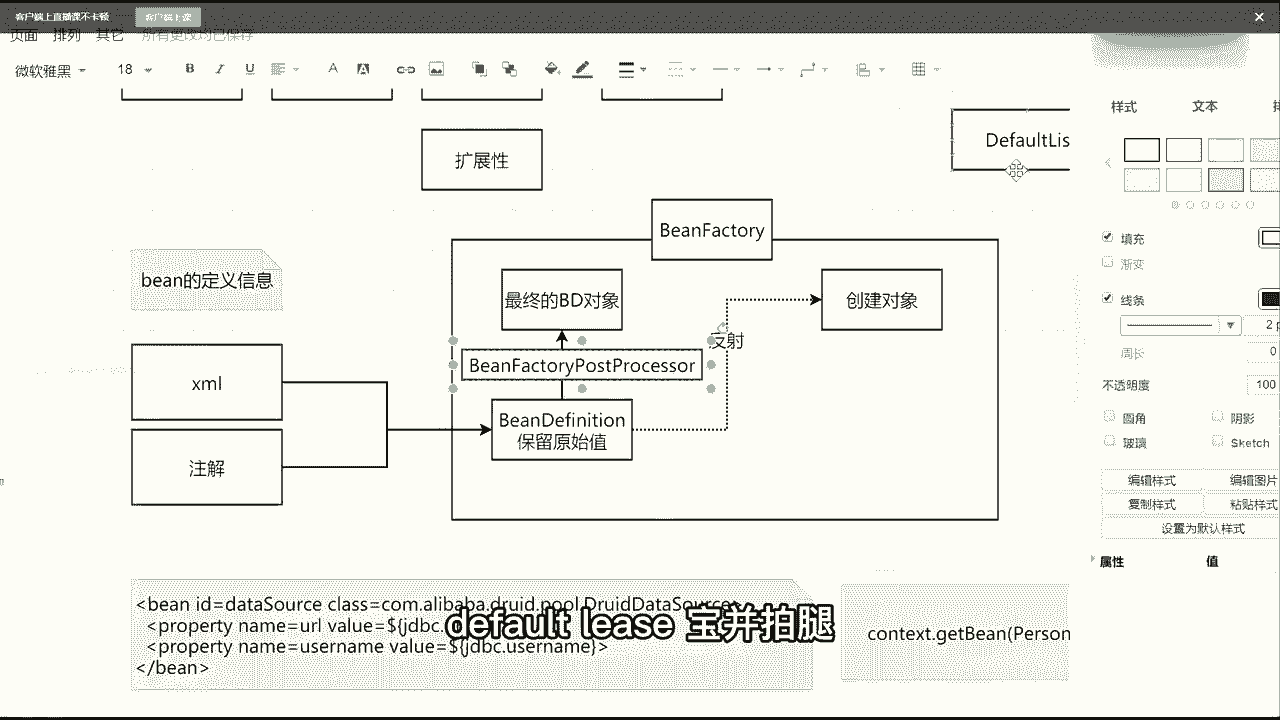 客户端上直播课不卡顿 客户端上课
页面 排列 其它 所有更改均已保存
微软雅黑 18 B I U A A
样式 文本
扩展性
DefaultLis
BeanFactory
bean的定义信息
最终的BD对象
创建对象
反射
BeanFactoryPostProcessor
xml
BeanDefinition
保留原始值
注解
填充
渐变
线条
2 p
周长 0
不透明度 100
圆角 阴影
玻璃 Sketch
编辑样式 编辑图片
复制样式 粘贴样式
设置为默认样式
属性 值
<bean id=dataSource class=com.alibaba.druid.pool.DruidDataSource>
<property name=url value=${jdbc.
<property name=username value=${jdbc.username}>
</bean>
context.getBean(Person
default lease 宝并拍腿